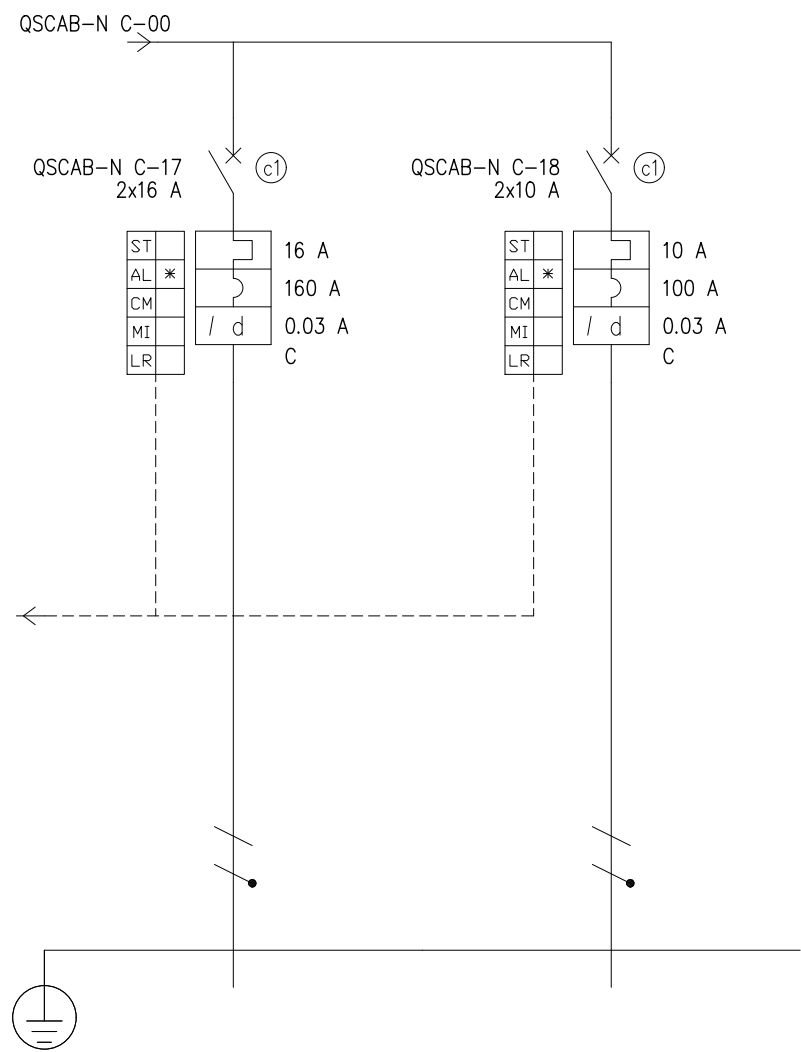 QSCAB-N C-00
QSCAB-N C-17
2x16 A
c1
ST
AL *
CM
MI
LR
16 A
160 A
I d 0.03 A
C
QSCAB-N C-18
2x10 A
c1
ST
AL *
CM
MI
LR
10 A
100 A
I d 0.03 A
C